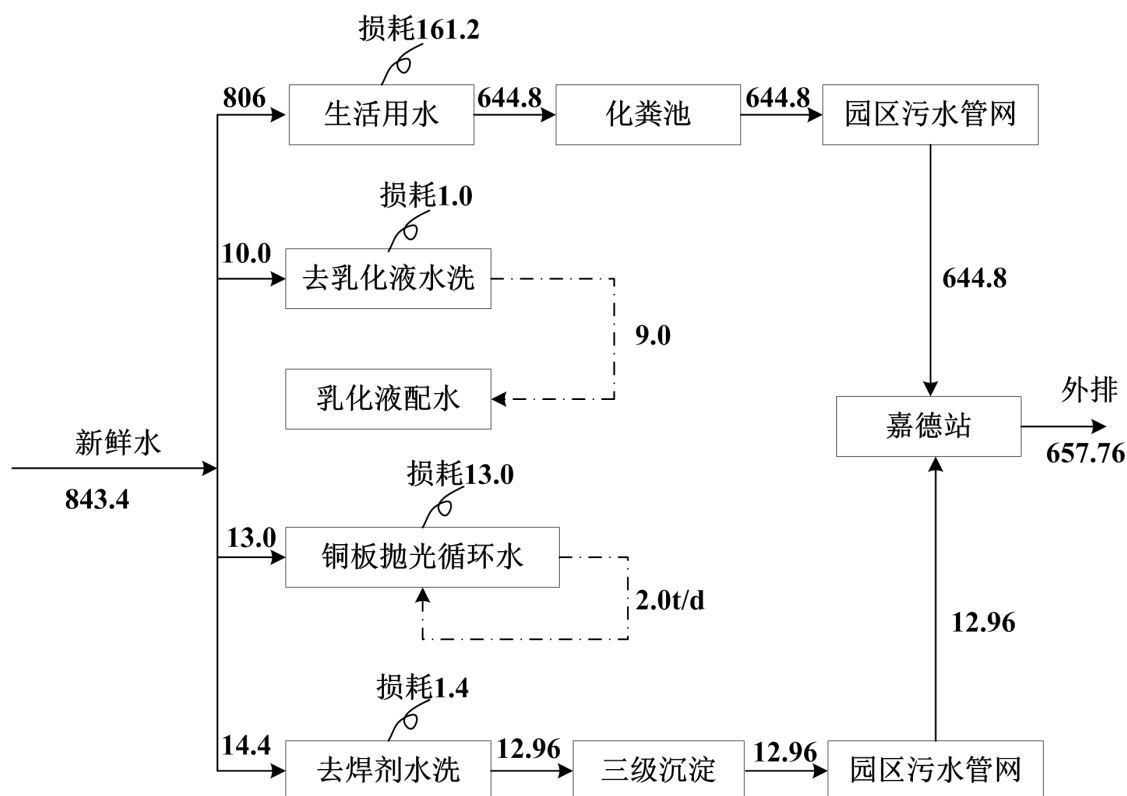 损耗161.2
806
生活用水
644.8
化粪池
644.8
园区污水管网
损耗1.0
10.0
去乳化液水洗
644.8
9.0
乳化液配水
外排
嘉德站
新鲜水
657.76
843.4
损耗13.0
13.0
铜板抛光循环水
2.0t/d
12.96
损耗1.4
14.4
去焊剂水洗
12.96
三级沉淀
12.96
园区污水管网